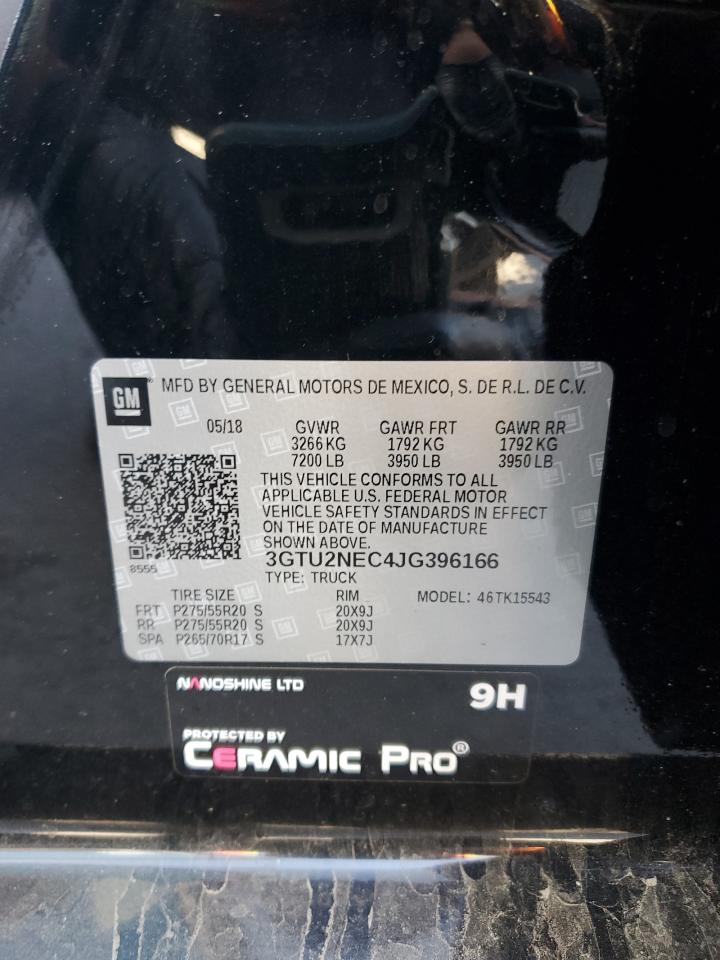 GM® MFD BY GENERAL MOTORS DE MEXICO, S. DE R.L. DE C.V.
05/18 GVWR GAWR FRT GAWR RR
3266 KG 1792 KG 1792 KG
7200 LB 3950 LB 3950 LB
THIS VEHICLE CONFORMS TO ALL
APPLICABLE U.S. FEDERAL MOTOR
VEHICLE SAFETY STANDARDS IN EFFECT
ON THE DATE OF MANUFACTURE
SHOWN ABOVE.
3GTU2NEC4JG396166
8555
TYPE: TRUCK
TIRE SIZE RIM MODEL: 46TK15543
FRT P275/55R20 S 20X9J
RR P275/55R20 S 20X9J
SPA P265/70R17 S 17X7J
NANOSHINE LTD 9H
PROTECTED BY
CERAMIC PRO®